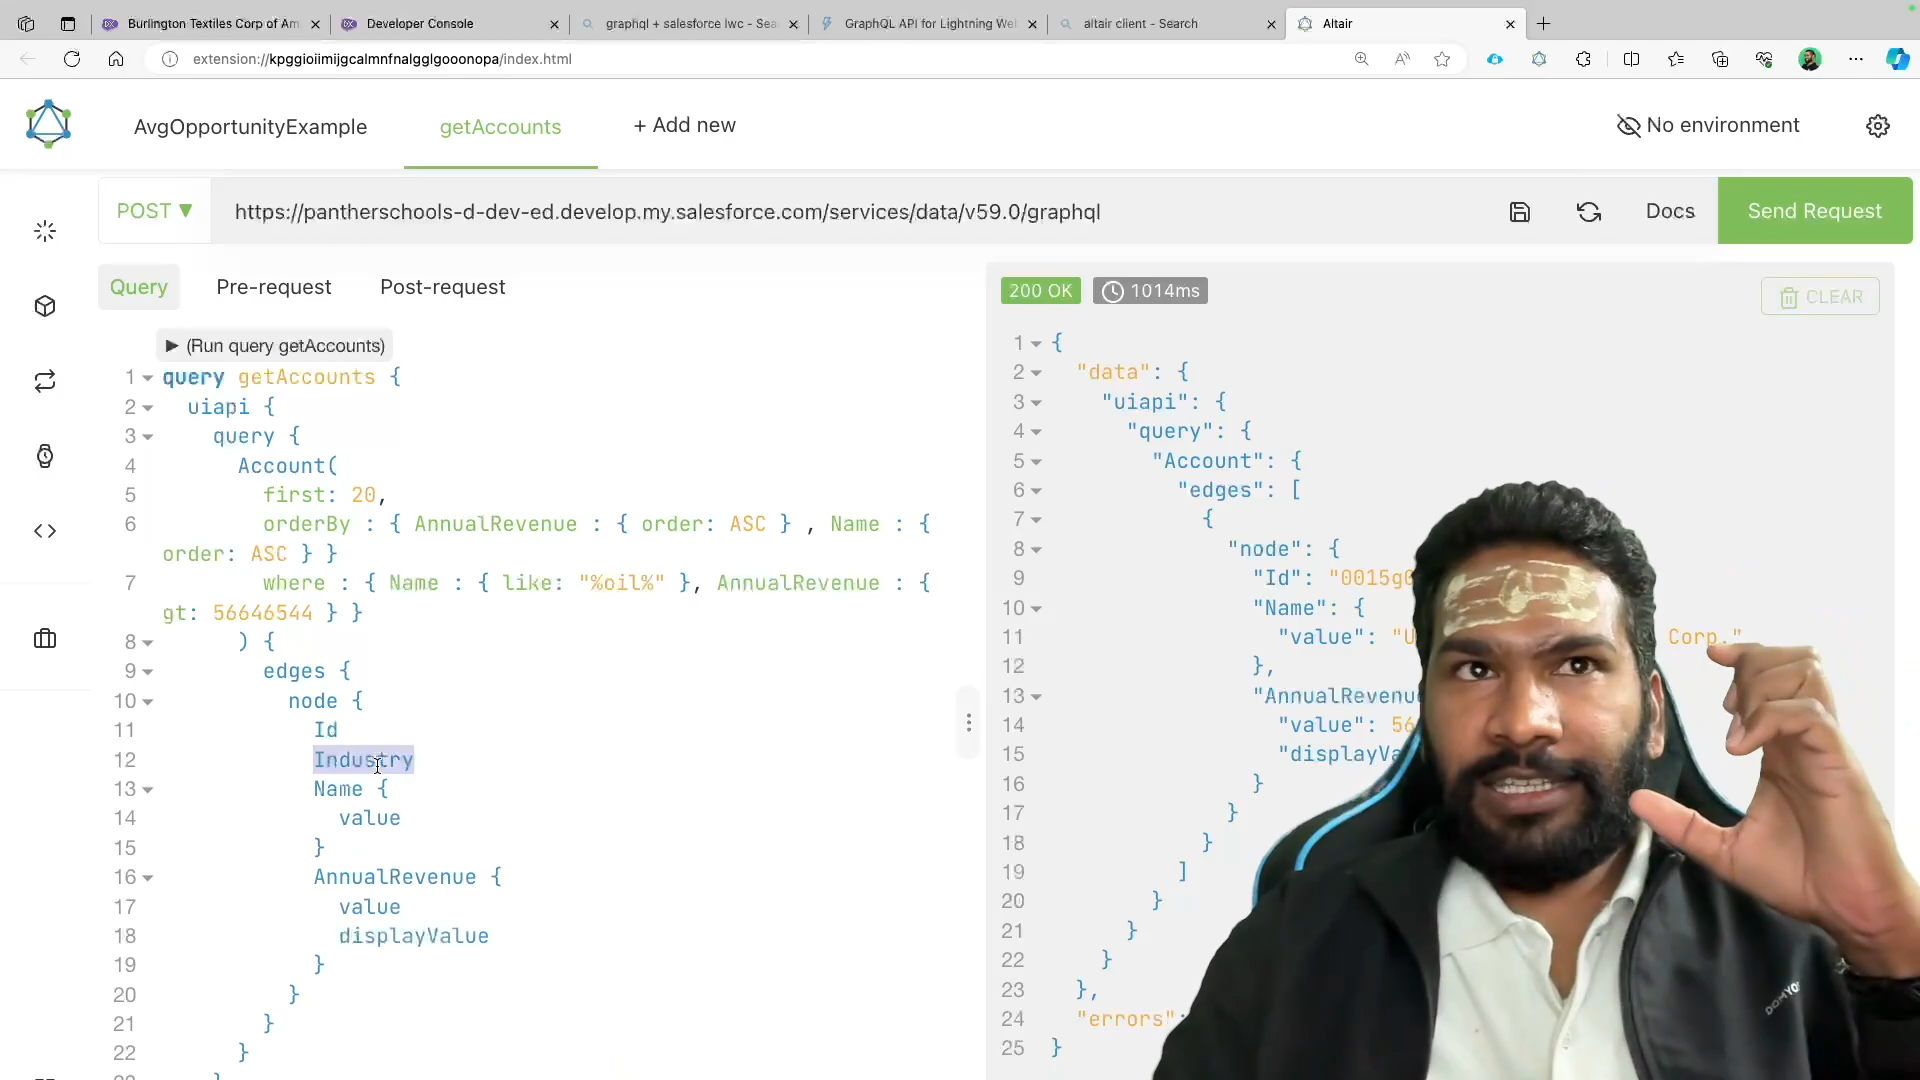 Burlington Textiles Corp of Am
Developer Console
graphql + salesforce lwc - Sea
GraphQL API for Lightning Web
altair client - Search
Altair
extension://kpggioiimijgcalmnfnalgglgooonopa/index.html
AvgOpportunityExample
getAccounts
+ Add new
No environment
POST ▼
https://pantherschools-d-dev-ed.develop.my.salesforce.com/services/data/v59.0/graphql
Docs
Send Request
Query
Pre-request
Post-request
▶ (Run query getAccounts)
1 query getAccounts {
2 uiapi {
3 query {
4 Account(
5 first: 20,
6 orderBy : { AnnualRevenue : { order: ASC } , Name : {
order: ASC } }
7 where : { Name : { like: "%oil%" }, AnnualRevenue : {
gt: 56646544 } }
8 ) {
9 edges {
10 node {
11 Id
12 Industry
13 Name {
14 value
15 }
16 AnnualRevenue {
17 value
18 displayValue
19 }
20 }
21 }
22 }
200 OK
1014ms
CLEAR
1 {
2 "data": {
3 "uiapi": {
4 "query": {
5 "Account": {
6 "edges": [
7 {
8 "node": {
9 "Id": "0015g0
10 "Name": {
11 "value": "U Corp."
12 },
13 "AnnualRevenue
14 "value": 56
15 "displayVa
16 }
17 }
18 }
19 ]
20 }
21 }
22 }
23 },
24 "errors":
25 }
DOMYOS